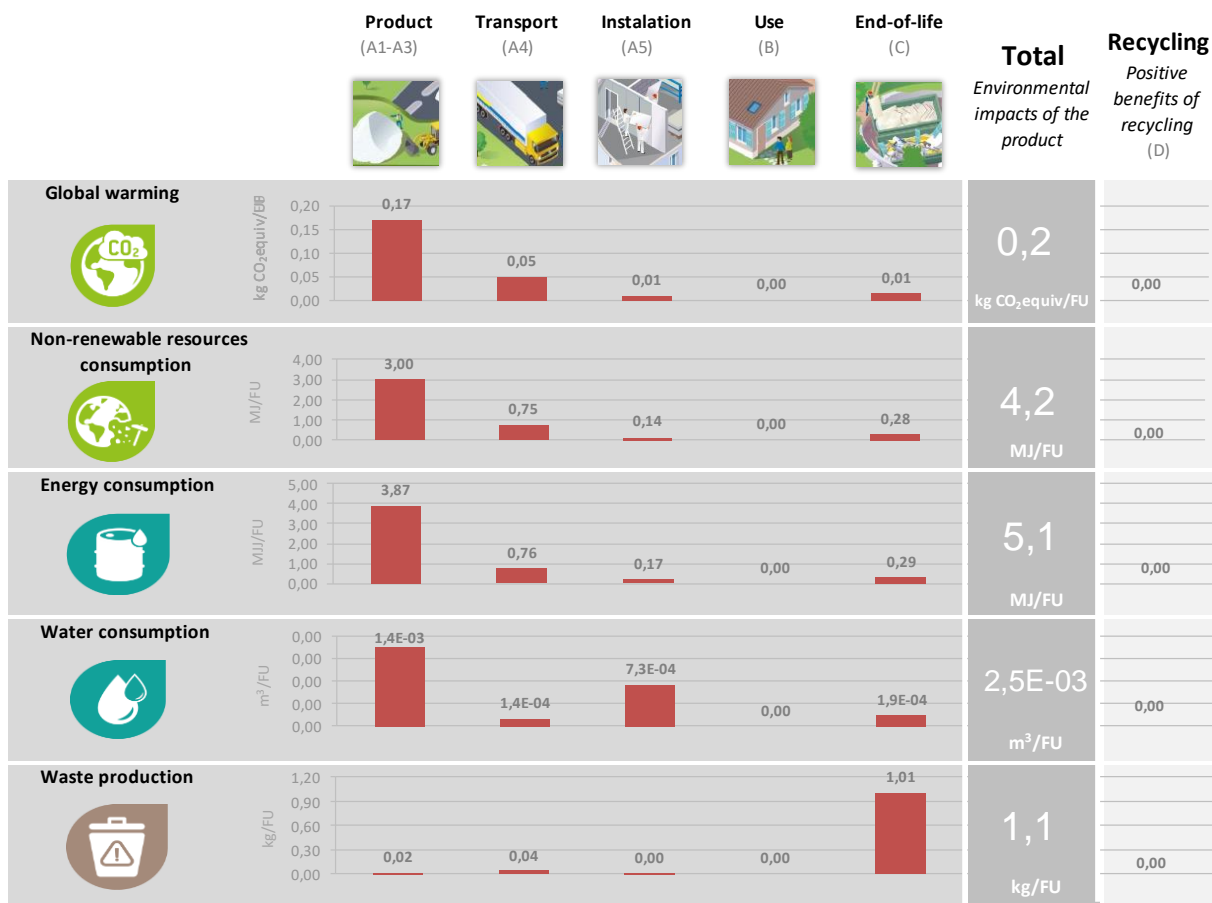 Product
(A1-A3)
Transport
(A4)
Instalation
(A5)
Use
(B)
End-of-life
(C)
Total
Environmental
impacts of the
product
Recycling
Positive
benefits of
recycling
(D)
Global warming
CO₂
kg CO₂equiv/
0,20
0,15
0,10
0,05
0,00
0,17
0,05
0,01
0,00
0,01
0,2
kg CO₂equiv/FU
0,00
Non-renewable resources
consumption
MJ/FU
4,00
3,00
2,00
1,00
0,00
3,00
0,75
0,14
0,00
0,28
4,2
MJ/FU
0,00
Energy consumption
MJJ/FU
5,00
4,00
3,00
2,00
1,00
0,00
3,87
0,76
0,17
0,00
0,29
5,1
MJ/FU
0,00
Water consumption
m³/FU
0,00
0,00
0,00
0,00
0,00
1,4E-03
1,4E-04
7,3E-04
0,00
1,9E-04
2,5E-03
m³/FU
0,00
Waste production
kg/FU
1,20
0,90
0,60
0,30
0,00
0,02
0,04
0,00
0,00
1,01
1,1
kg/FU
0,00